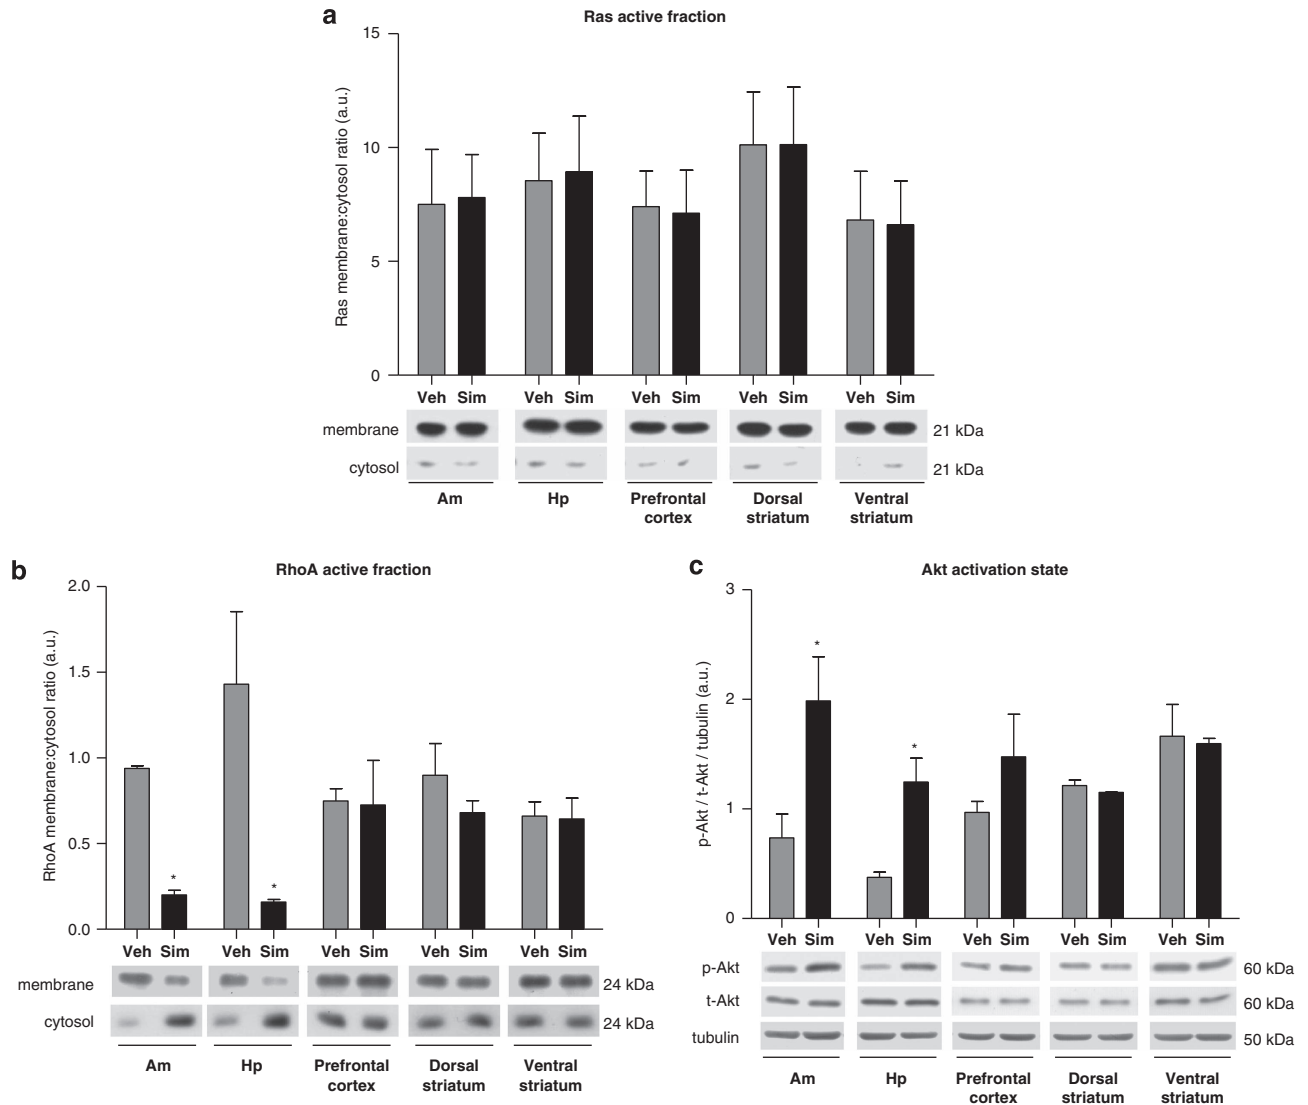 a
Ras active fraction
Ras membrane:cytosol ratio (a.u.)
15
10
5
0
Veh Sim Veh Sim Veh Sim Veh Sim Veh Sim
membrane 21 kDa
cytosol 21 kDa
Am Hp Prefrontal cortex Dorsal striatum Ventral striatum
b
RhoA active fraction
RhoA membrane:cytosol ratio (a.u.)
2.0
1.5
1.0
0.5
0.0
* *
Veh Sim Veh Sim Veh Sim Veh Sim Veh Sim
membrane 24 kDa
cytosol 24 kDa
Am Hp Prefrontal cortex Dorsal striatum Ventral striatum
c
Akt activation state
p-Akt / t-Akt / tubulin (a.u.)
3
2
1
0
* *
Veh Sim Veh Sim Veh Sim Veh Sim Veh Sim
p-Akt 60 kDa
t-Akt 60 kDa
tubulin 50 kDa
Am Hp Prefrontal cortex Dorsal striatum Ventral striatum